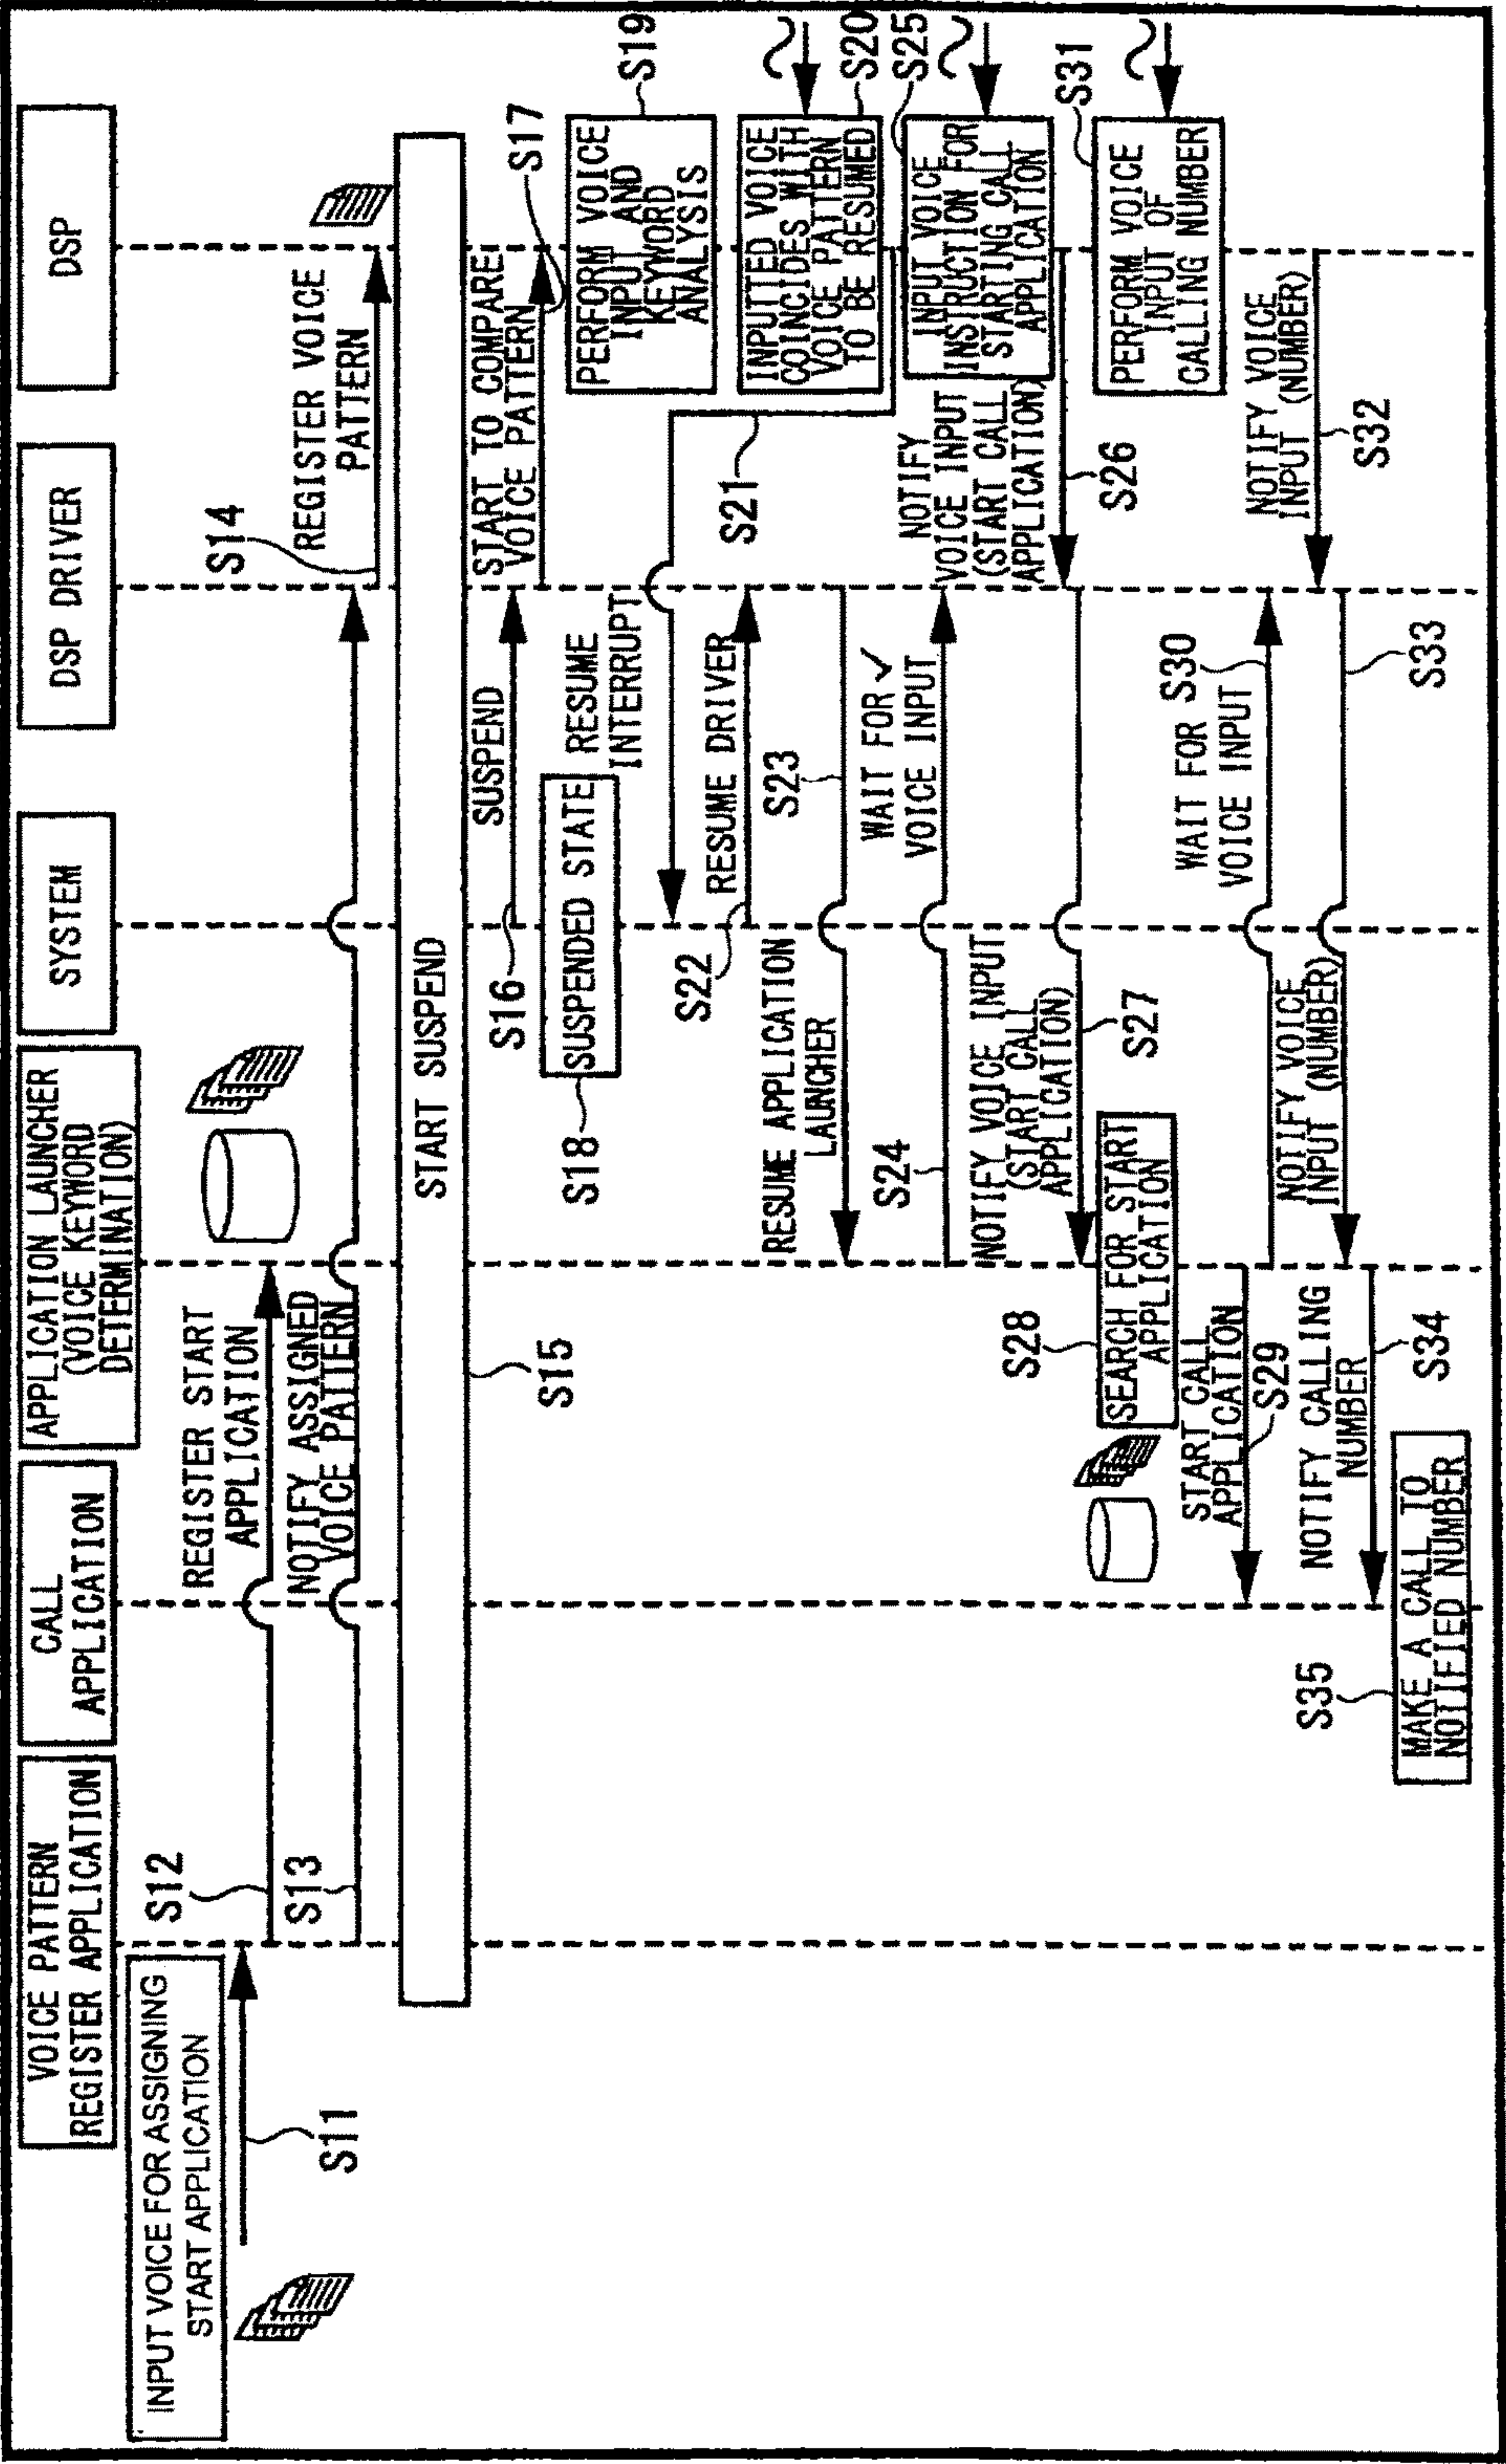 VOICE PATTERN
REGISTER APPLICATION
CALL
APPLICATION
APPLICATION LAUNCHER
(VOICE KEYWORD
DETERMINATION)
SYSTEM
DSP DRIVER
DSP
INPUT VOICE FOR ASSIGNING
START APPLICATION
S11
S12
REGISTER START
APPLICATION
S13
NOTIFY ASSIGNED
VOICE PATTERN
S14
REGISTER VOICE
PATTERN
START SUSPEND
S15
S16
SUSPEND
START TO COMPARE
VOICE PATTERN
S17
S18
SUSPENDED STATE
PERFORM VOICE
INPUT AND
KEYWORD
ANALYSIS
S19
RESUME
INTERRUPT
S21
INPUTTED VOICE
COINCIDES WITH
VOICE PATTERN
TO BE RESUMED
S20
S22
RESUME DRIVER
RESUME APPLICATION
LAUNCHER
S23
S24
WAIT FOR
VOICE INPUT
INPUT VOICE
INSTRUCTION FOR
STARTING CALL
APPLICATION
S25
NOTIFY
VOICE INPUT
(START CALL
APPLICATION)
S26
NOTIFY VOICE INPUT
(START CALL
APPLICATION)
S27
S28
SEARCH FOR START
APPLICATION
START CALL
APPLICATION
S29
WAIT FOR
VOICE INPUT
S30
PERFORM VOICE
INPUT OF
CALLING NUMBER
S31
NOTIFY VOICE
INPUT (NUMBER)
S32
NOTIFY VOICE
INPUT (NUMBER)
S33
NOTIFY CALLING
NUMBER
S34
S35
MAKE A CALL TO
NOTIFIED NUMBER